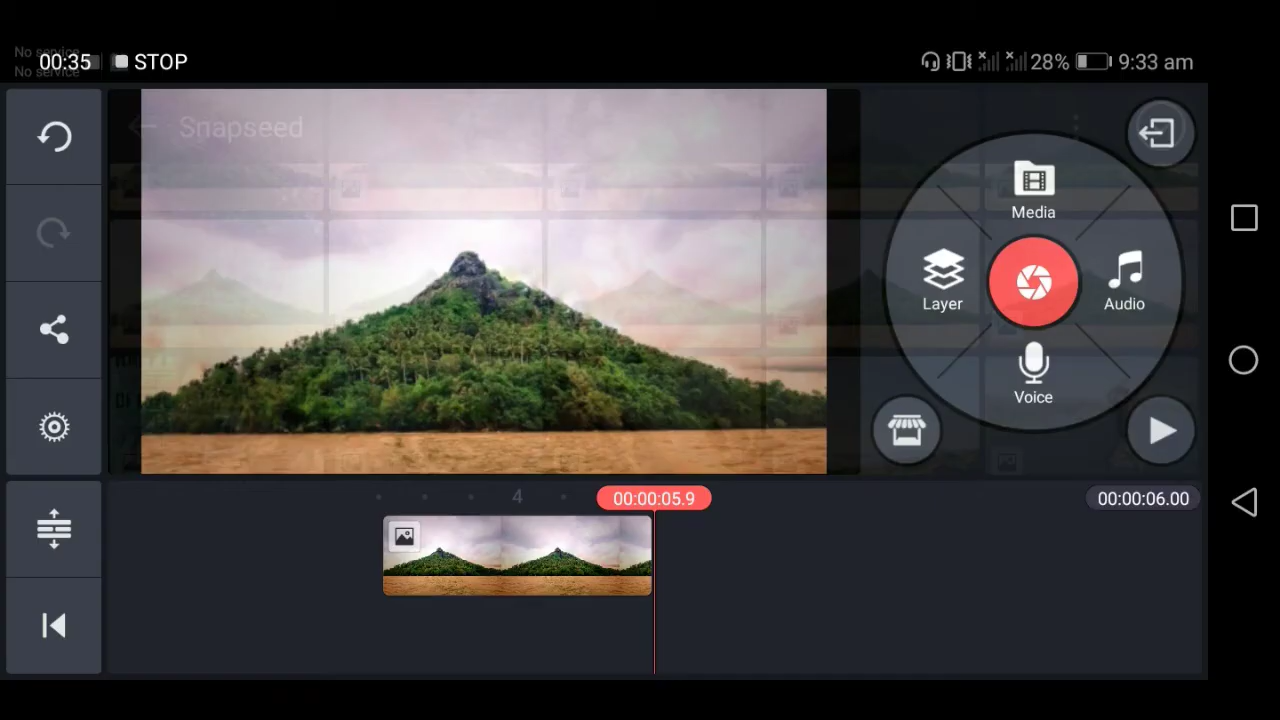 No service
No service
00:35 STOP
28% 9:33 am
Snapseed
Media
Layer
Audio
Voice
4
00:00:05.9
00:00:06.00